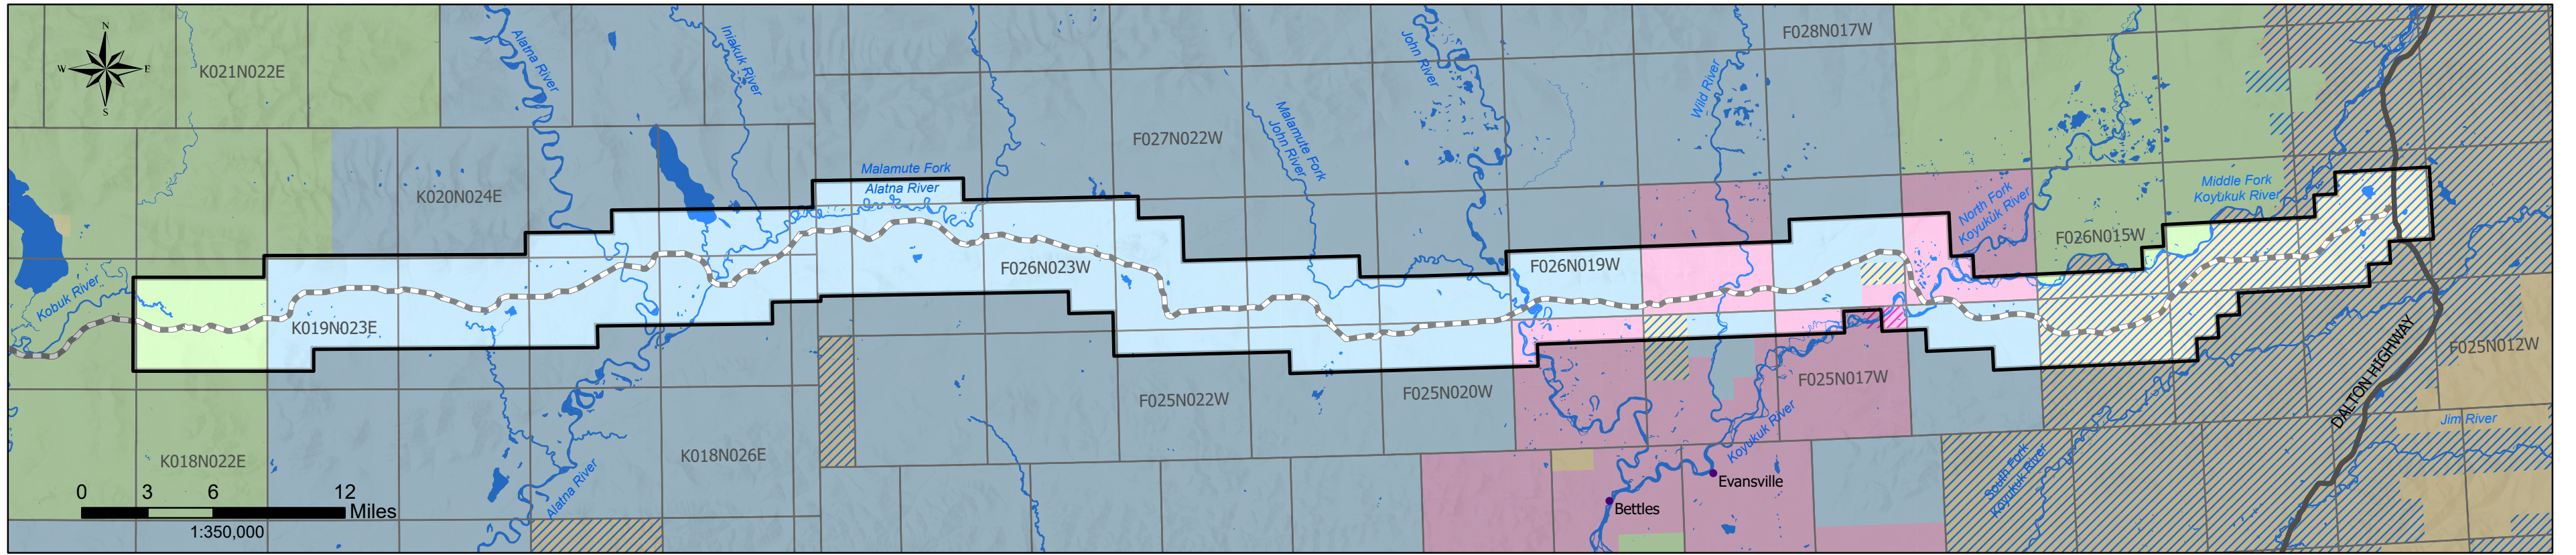 N
W
E
S
K021N022E
Alatna River
Iniakuk River
John River
Wild River
F028N017W
F027N022W
Malamute Fork
John River
K020N024E
Malamute Fork
Alatna River
North Fork
Koyukuk River
Middle Fork
Koyukuk River
F026N015W
Kobuk River
K019N023E
F026N023W
F026N019W
F025N022W
F025N020W
F025N017W
F025N012W
DALTON HIGHWAY
Jim River
K018N022E
K018N026E
Alatna River
Koyukuk River
South Fork
Koyukuk River
Evansville
Bettles
0
3
6
12
Miles
1:350,000